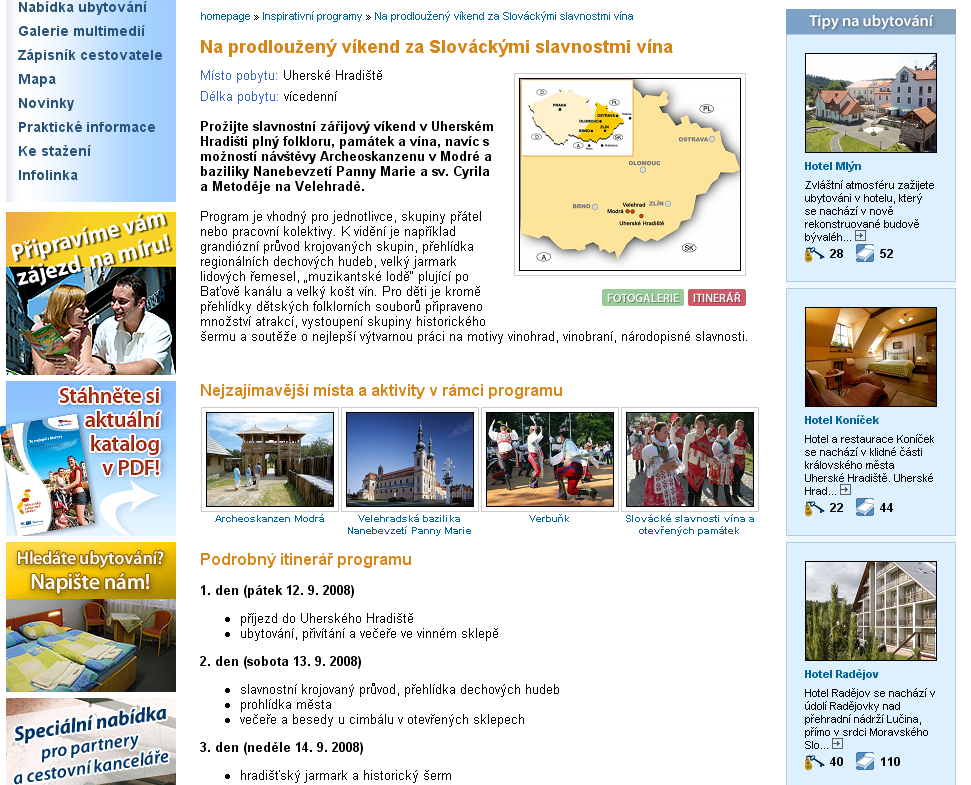 Nabídka ubytování
Galerie multimedií
Zápisník cestovatele
Mapa
Novinky
Praktické informace
Ke stažení
Infolinka
Připravíme vám
zájezd na míru!
Stáhněte si
aktuální
katalog
v PDF!
Hledáte ubytování?
Napište nám!
Speciální nabídka
pro partnery
a cestovní kanceláře
homepage » Inspirativní programy » Na prodloužený víkend za Slováckými slavnostmi vína
Na prodloužený víkend za Slováckými slavnostmi vína
Místo pobytu: Uherské Hradiště
Délka pobytu: vícedenní
Prožijte slavnostní zářijový víkend v Uherském
Hradišti plný folkloru, památek a vína, navíc s
možností návštěvy Archeoskanzenu v Modré a
baziliky Nanebevzetí Panny Marie a sv. Cyrila
a Metoděje na Velehradě.
Program je vhodný pro jednotlivce, skupiny přátel
nebo pracovní kolektivy. K vidění je například
grandiózní průvod krojovaných skupin, přehlídka
regionálních dechových hudeb, velký jarmark
lidových řemesel, „muzikantské lodě" plující po
Baťově kanálu a velký košt vín. Pro děti je kromě
přehlídky dětských folklorních souborů připraveno
množství atrakcí, vystoupení skupiny historického
šermu a soutěže o nejlepší výtvarnou práci na motivy vinohrad, vinobraní, národopisné slavnosti.
D
PL
PRAHA
OSTRAVA
OLOMOUC
BRNO
ZLÍN
SK
D
A
PL
OSTRAVA
OLOMOUC
BRNO
Velehrad
ZLÍN
Modrá
Uherské Hradiště
SK
A
FOTOGALERIE
ITINERÁŘ
Nejzajímavější místa a aktivity v rámci programu
Archeoskanzen Modrá
Velehradská bazilika
Nanebevzetí Panny Marie
Verbuňk
Slovácké slavnosti vína a
otevřených památek
Podrobný itinerář programu
1. den (pátek 12. 9. 2008)
příjezd do Uherského Hradiště
ubytování, přivítání a večeře ve vinném sklepě
2. den (sobota 13. 9. 2008)
slavnostní krojovaný průvod, přehlídka dechových hudeb
prohlídka města
večeře a besedy u cimbálu v otevřených sklepech
3. den (neděle 14. 9. 2008)
hradišťský jarmark a historický šerm
Tipy na ubytování
Hotel Mlýn
Zvláštní atmosféru zažijete
ubytování v hotelu, který
se nachází v nově
rekonstruované budově
bývaléh...
28 52
Hotel Koníček
Hotel a restaurace Koníček
se nachází v klidné části
královského města
Uherské Hradiště. Uherské
Hrad...
22 44
Hotel Radějov
Hotel Radějov se nachází v
údolí Radějovky nad
přehradní nádrží Lučina,
přímo v srdci Moravského
Slo...
40 110